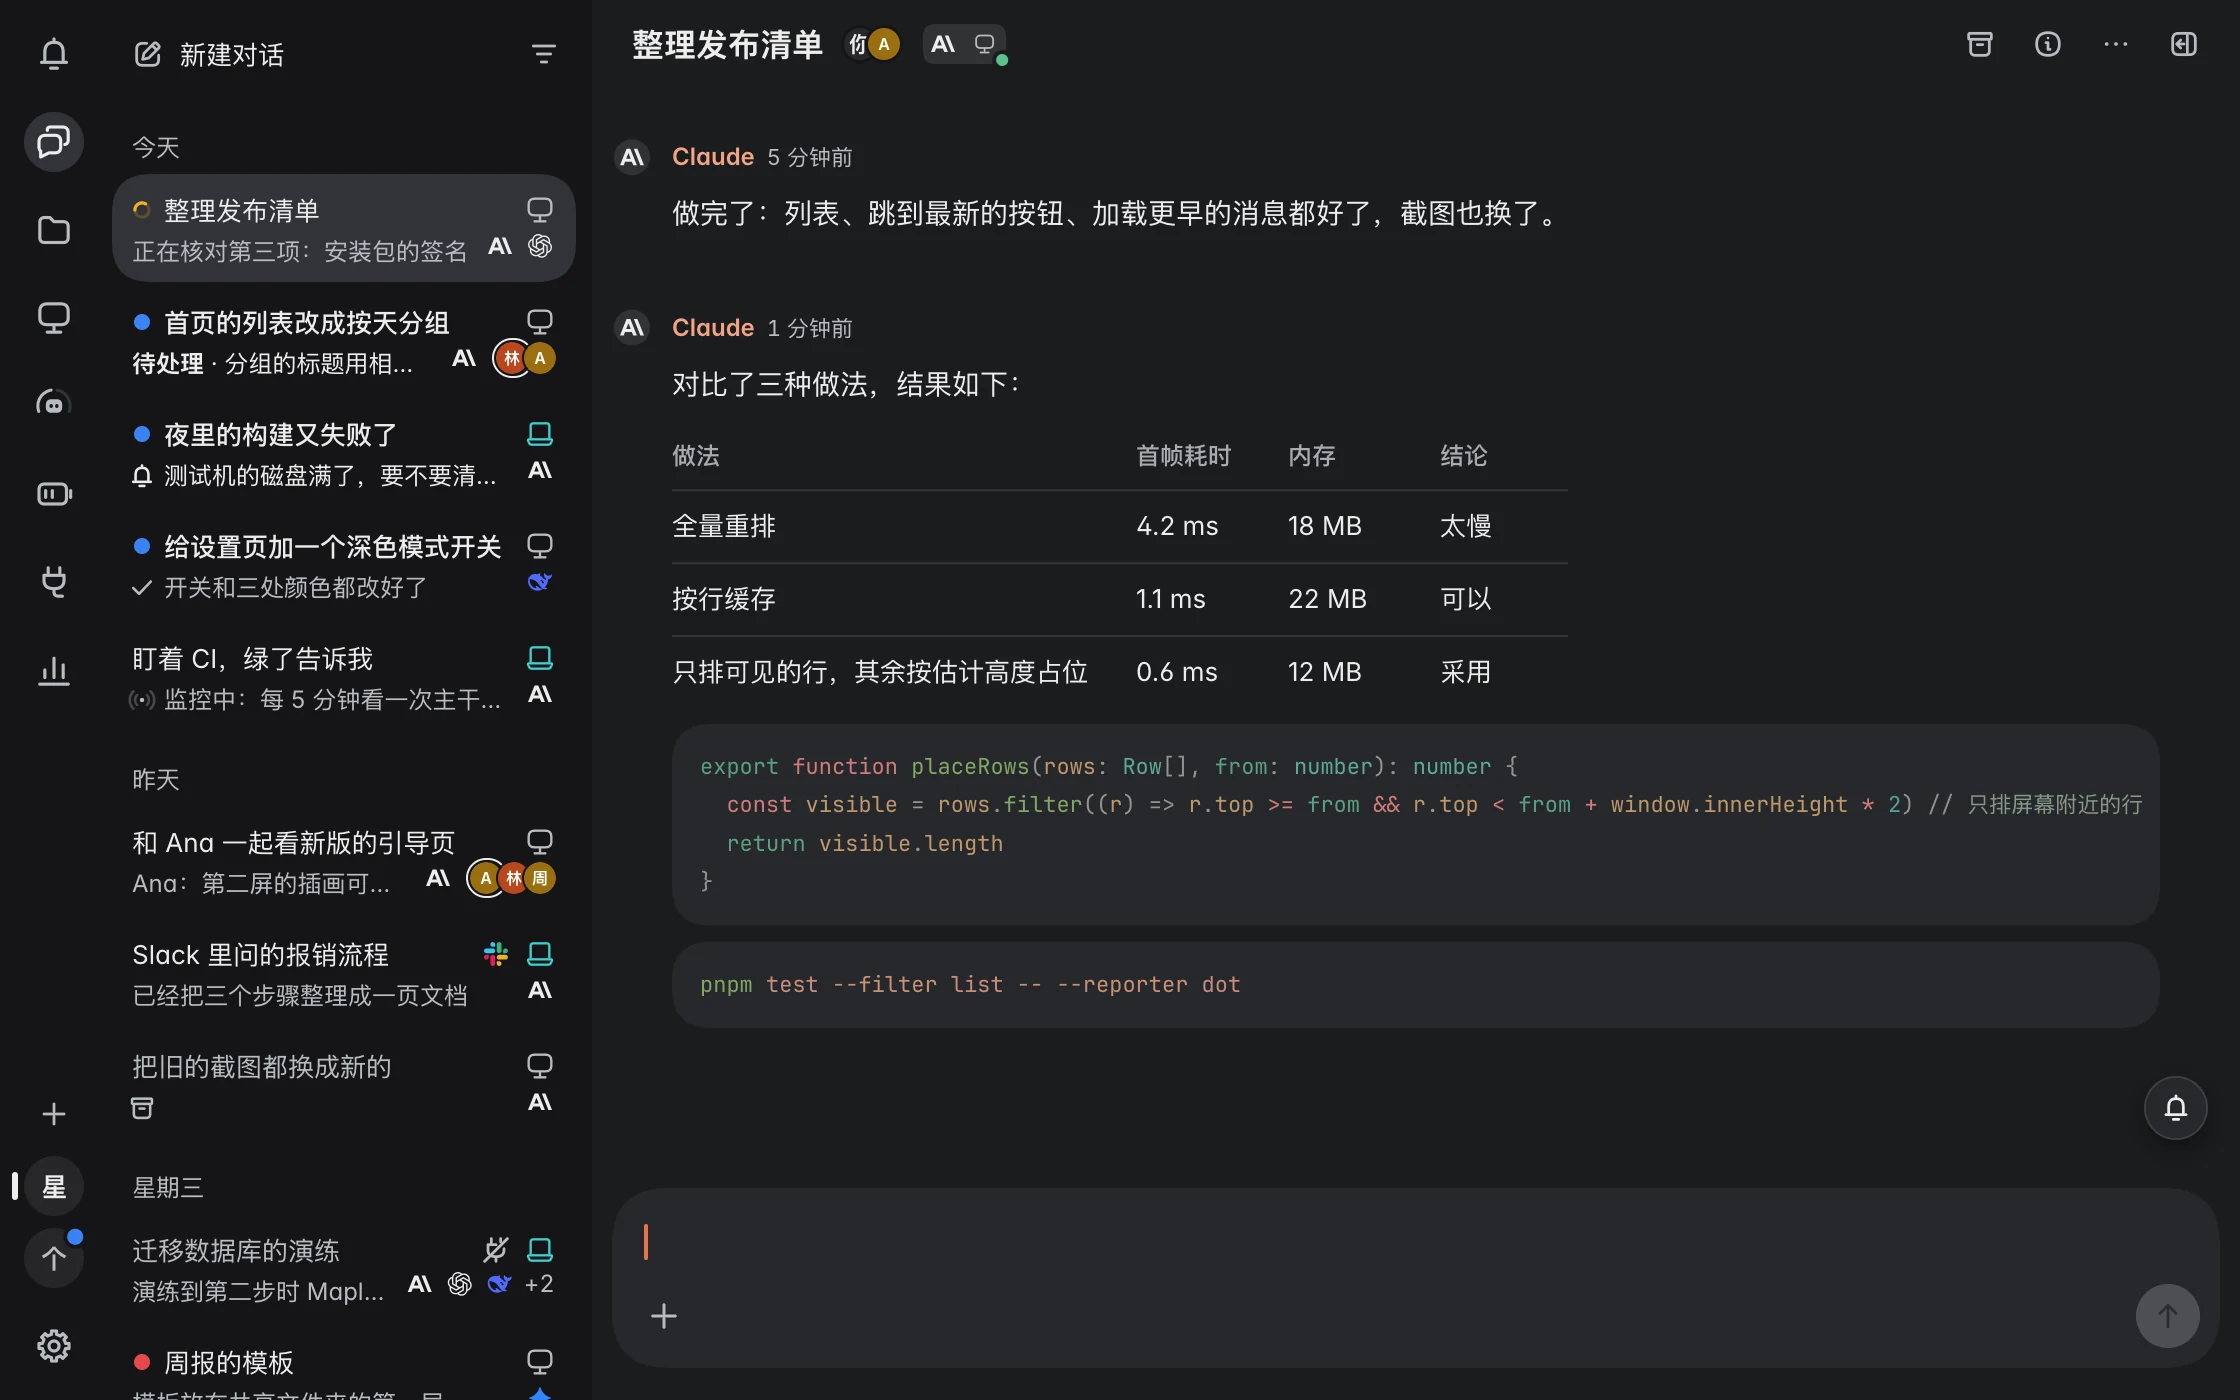 新建对话
今天
整理发布清单
正在核对第三项：安装包的签名
首页的列表改成按天分组
待处理 · 分组的标题用相...
林 A
夜里的构建又失败了
测试机的磁盘满了，要不要清...
给设置页加一个深色模式开关
开关和三处颜色都改好了
盯着 CI，绿了告诉我
监控中：每 5 分钟看一次主干...
昨天
和 Ana 一起看新版的引导页
Ana：第二屏的插画可...
A 林 周
Slack 里问的报销流程
已经把三个步骤整理成一页文档
把旧的截图都换成新的
星期三
迁移数据库的演练
演练到第二步时 Mapl...
+2
周报的模板
星
个
整理发布清单
A
Claude 5 分钟前
做完了：列表、跳到最新的按钮、加载更早的消息都好了，截图也换了。
Claude 1 分钟前
对比了三种做法，结果如下：
做法 首帧耗时 内存 结论
全量重排 4.2 ms 18 MB 太慢
按行缓存 1.1 ms 22 MB 可以
只排可见的行，其余按估计高度占位 0.6 ms 12 MB 采用
export function placeRows(rows: Row[], from: number): number {
const visible = rows.filter((r) => r.top >= from && r.top < from + window.innerHeight * 2) // 只排屏幕附近的行
return visible.length
}
pnpm test --filter list -- --reporter dot